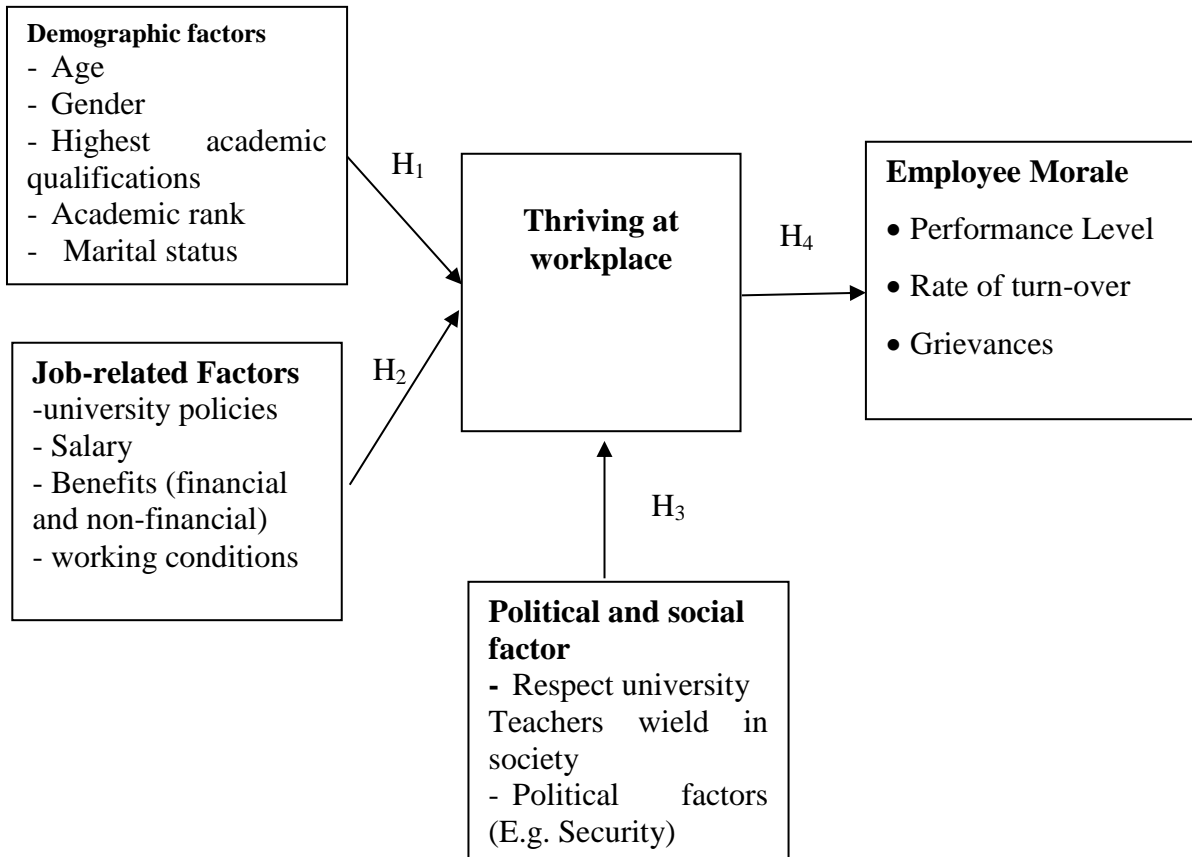 Demographic factors
- Age
- Gender
- Highest academic
qualifications
- Academic rank
- Marital status
H₁
Thriving at
workplace
H₄
Employee Morale
• Performance Level
• Rate of turn-over
• Grievances
Job-related Factors
-university policies
- Salary
- Benefits (financial
and non-financial)
- working conditions
H₂
H₃
Political and social
factor
- Respect university
Teachers wield in
society
- Political factors
(E.g. Security)